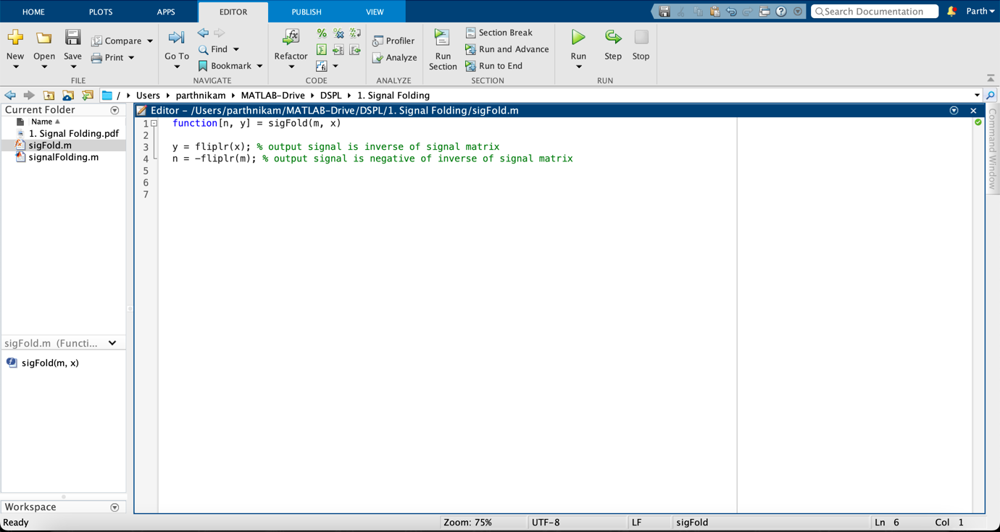 HOME PLOTS APPS EDITOR PUBLISH VIEW Search Documentation Parth
New Open Save Compare Print FILE
Go To Find Bookmark NAVIGATE
Refactor CODE
Profiler Analyze ANALYZE
Run Section Section Break Run and Advance Run to End SECTION
Run Step Stop RUN
/ Users parthnikam MATLAB-Drive DSPL 1. Signal Folding
Current Folder
Name
1. Signal Folding.pdf
sigFold.m
signalFolding.m
sigFold.m (Functi...
sigFold(m, x)
Workspace
Editor - /Users/parthnikam/MATLAB-Drive/DSPL/1. Signal Folding/sigFold.m
1 function[n, y] = sigFold(m, x)
2
3 y = fliplr(x); % output signal is inverse of signal matrix
4 n = -fliplr(m); % output signal is negative of inverse of signal matrix
5
6
7
Command Window
Ready Zoom: 75% UTF-8 LF sigFold Ln 6 Col 1